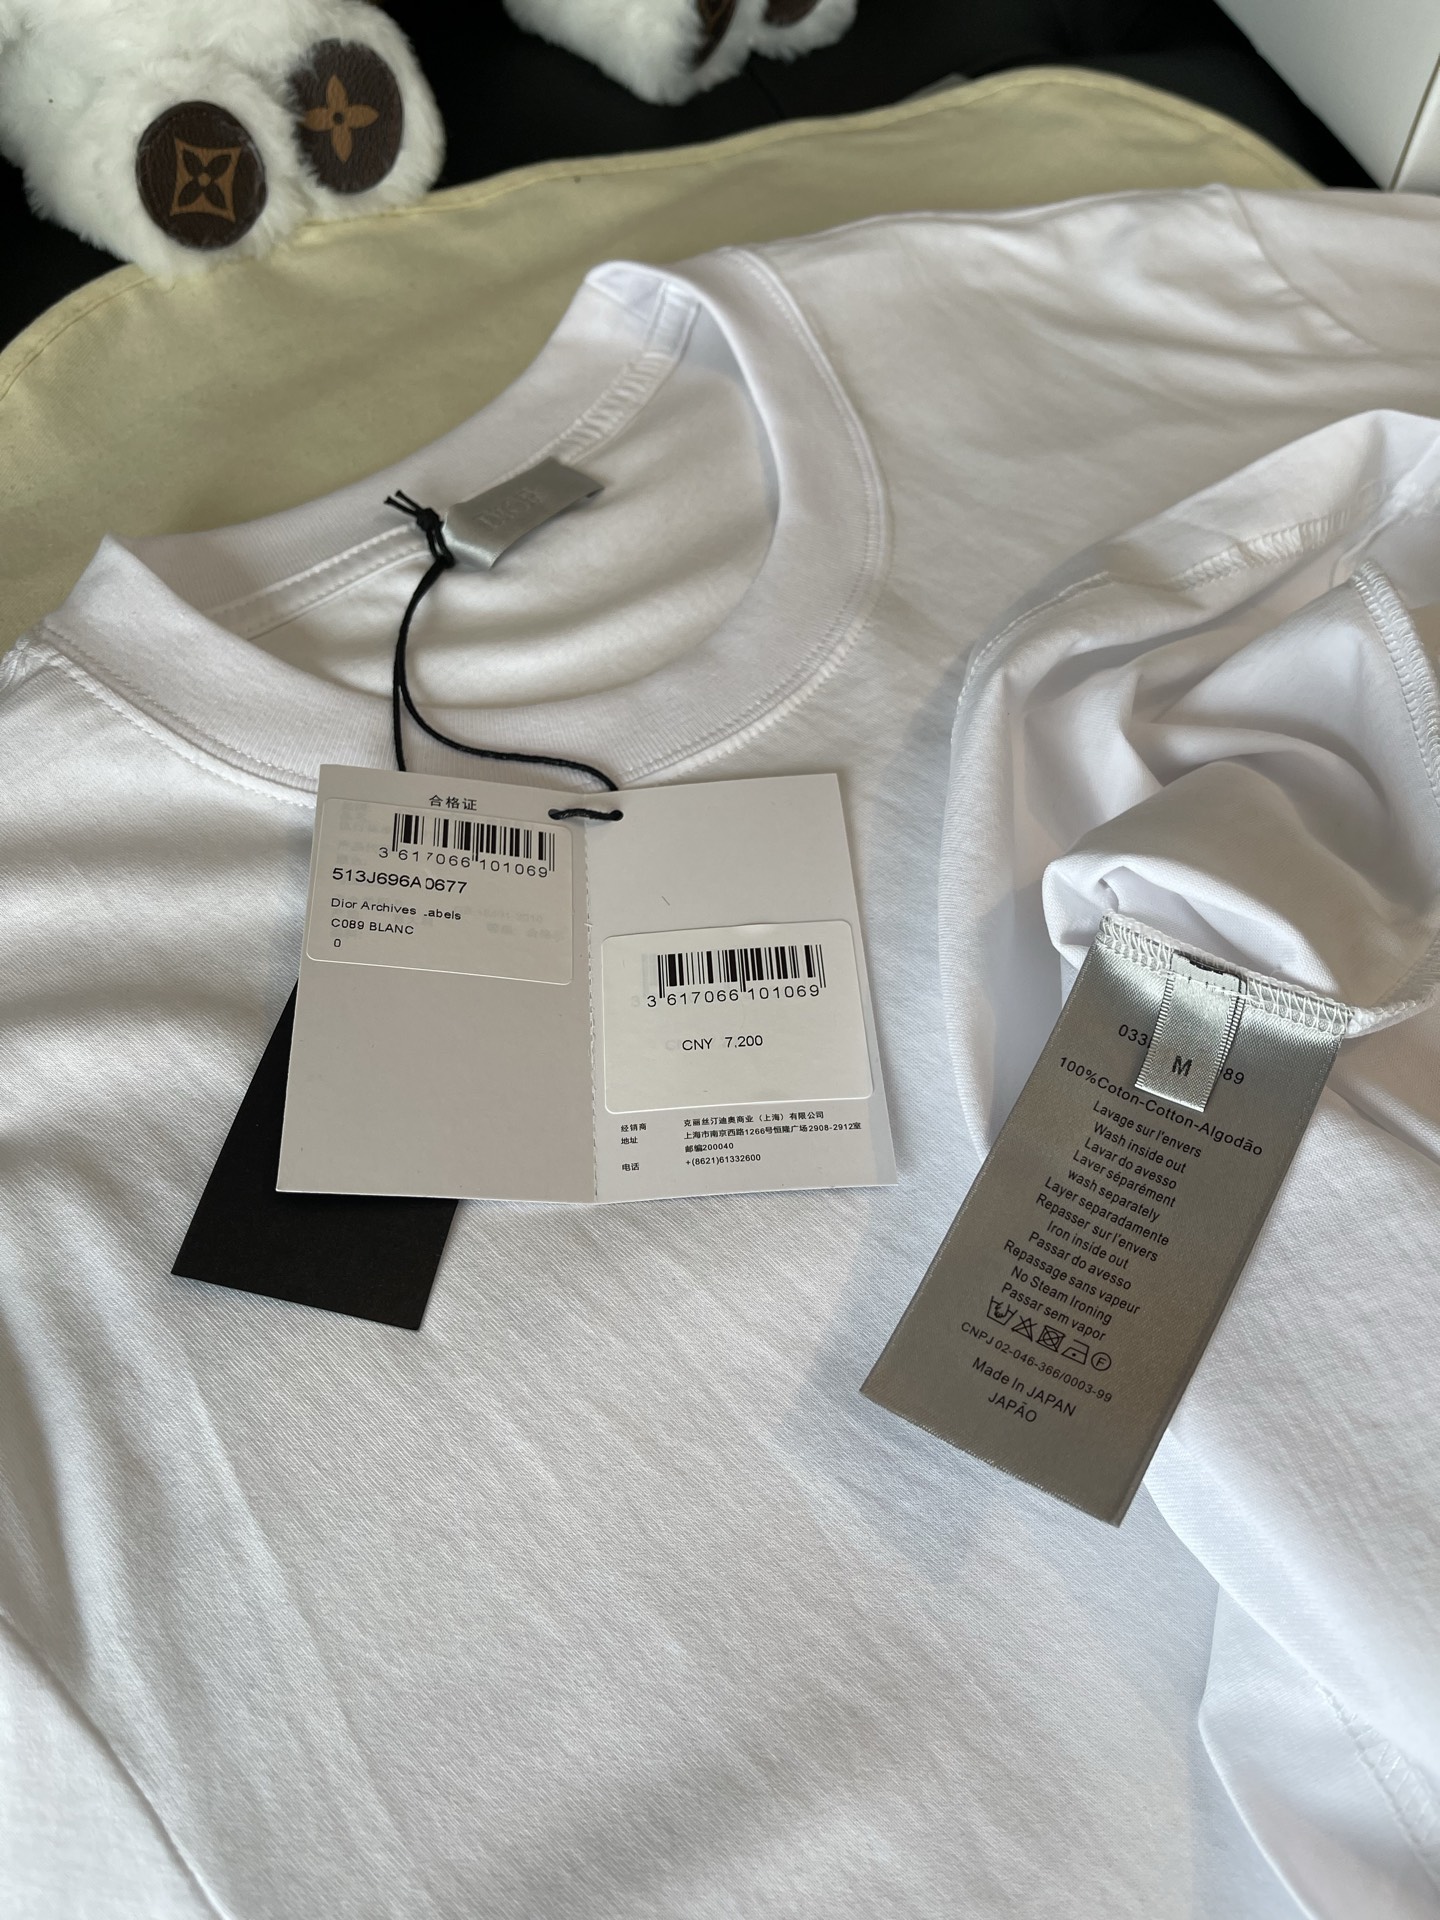 DIOR
合格证
3 617066 101069
513J696A0677
Dior Archives Labels
C089 BLANC
0
3 617066 101069
CNY 7.200
经销商 克丽丝汀迪奥商业（上海）有限公司
地址 上海市南京西路1266号恒隆广场2908-2912室
邮编200040
电话 +(8621)61332600
M
033 89
100%Coton-Cotton-Algodão
Lavage sur l'envers
Wash inside out
Lavar do avesso
Laver séparément
wash separately
Layer separadamente
Repasser sur l'envers
Iron inside out
Passar do avesso
Repassage sans vapeur
No Steam Ironing
Passar sem vapor
F
CNPJ 02-046-366/0003-99
Made In JAPAN
JAPÃO